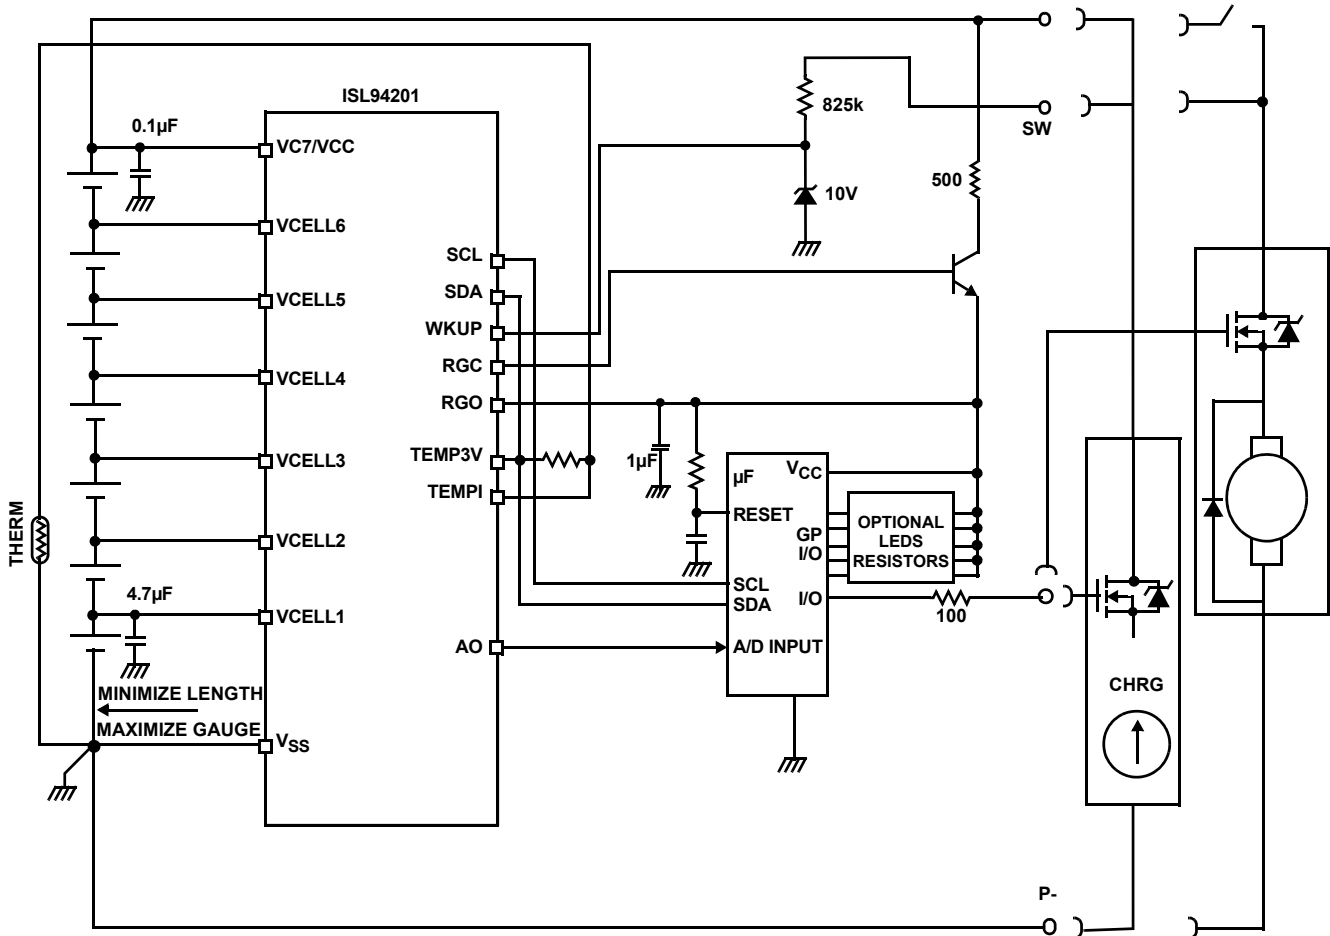 ISL94201
0.1µF
VC7/VCC
VCELL6
VCELL5
VCELL4
VCELL3
VCELL2
4.7µF
VCELL1
MINIMIZE LENGTH
MAXIMIZE GAUGE
VSS
THERM
SCL
SDA
WKUP
RGC
RGO
TEMP3V
TEMPI
AO
825k
10V
SW
500
1µF
µF
VCC
RESET
GP
I/O
SCL
SDA
I/O
A/D INPUT
OPTIONAL
LEDS
RESISTORS
100
CHRG
P-